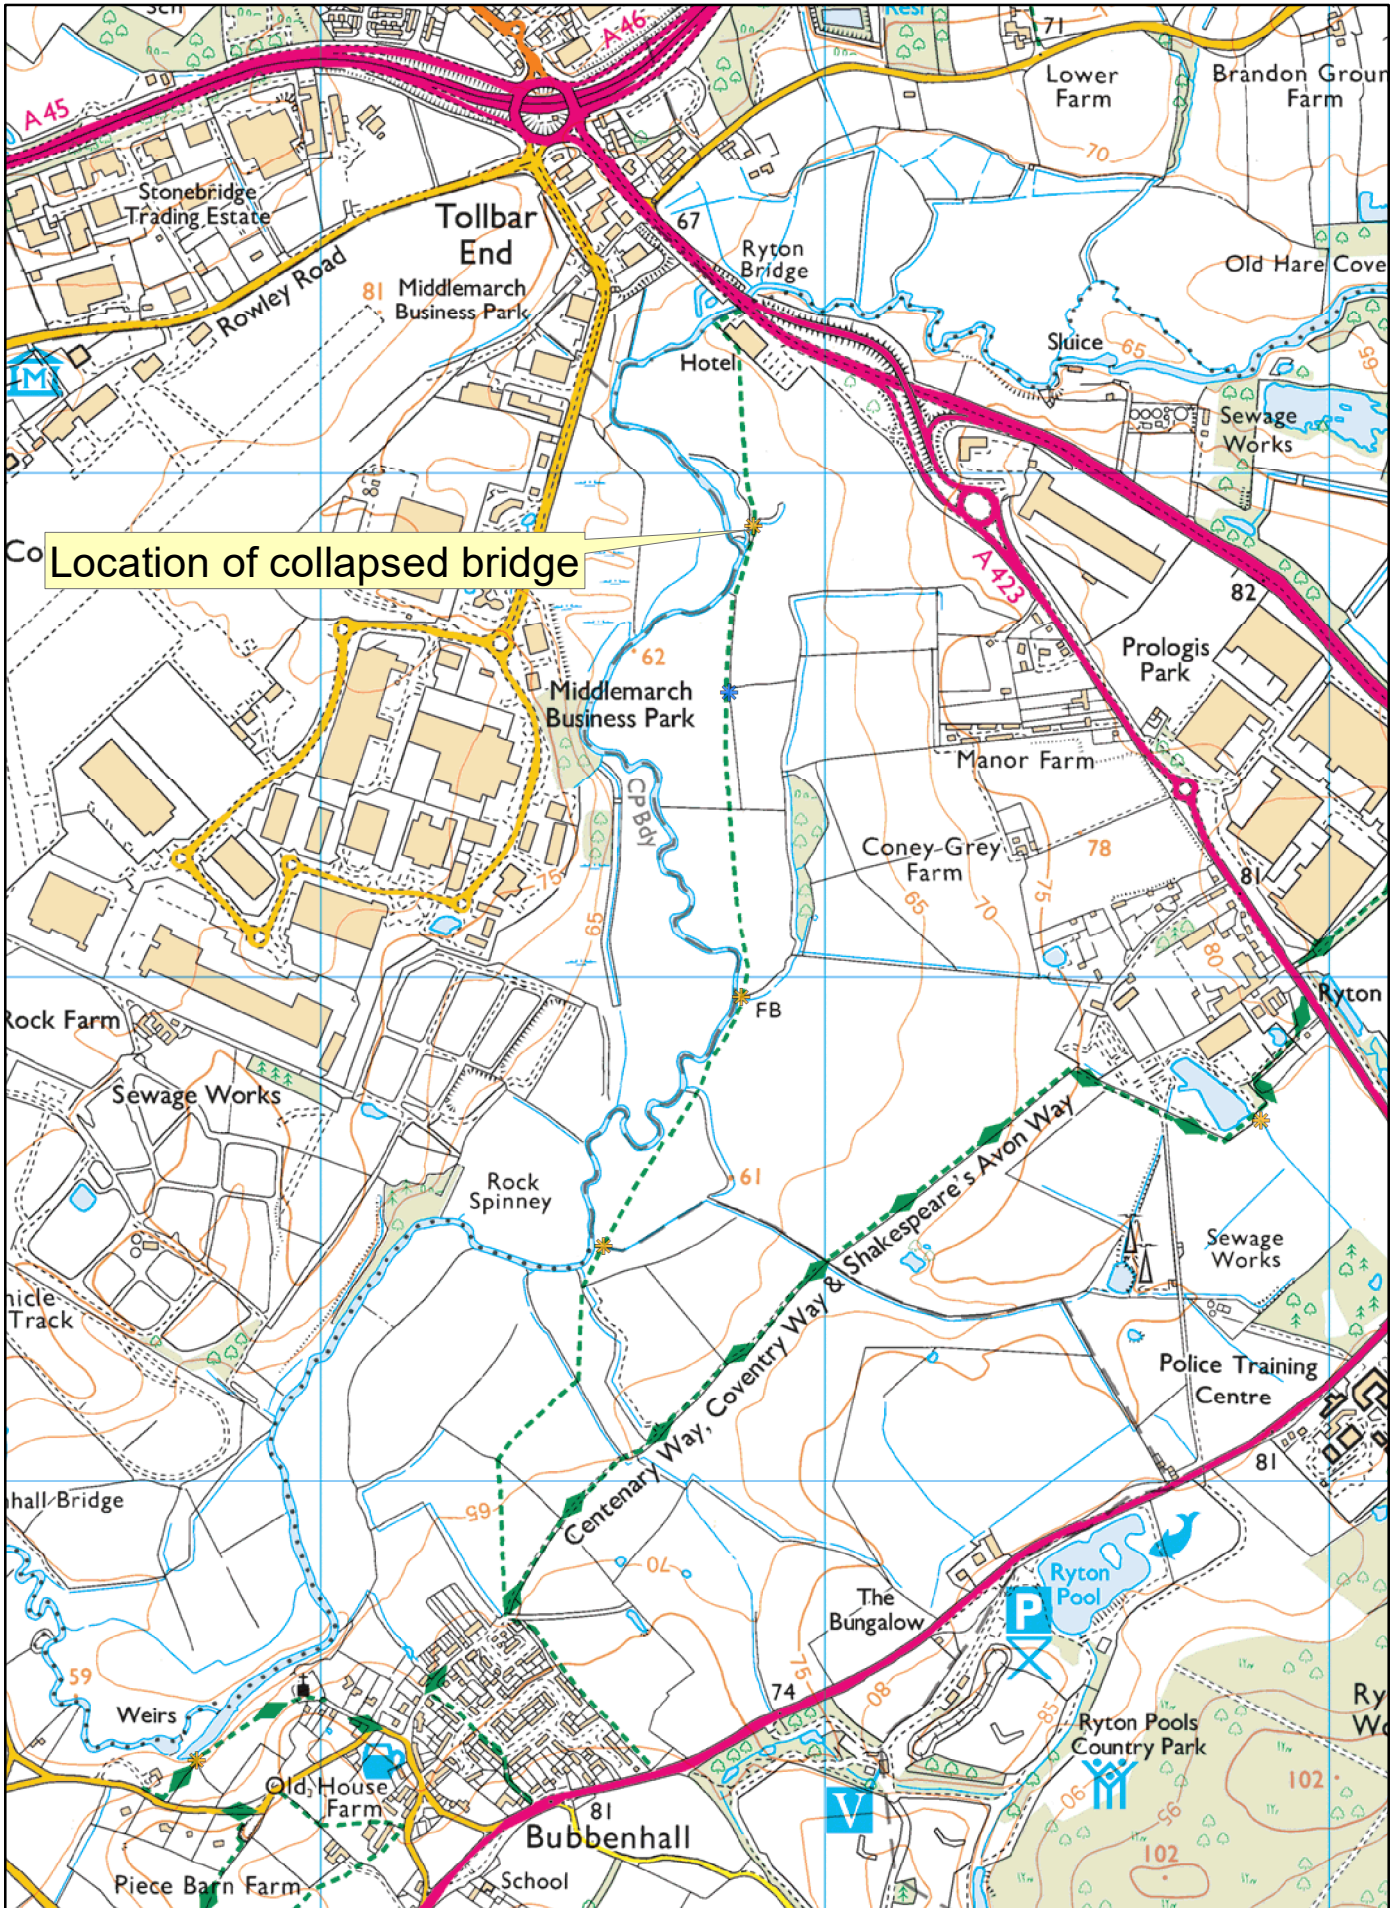 A 46
71
Lower
Farm
Brandon
Farm
A 45
70
Stonebridge
Trading Estate
Tollbar
End
67
Ryton
Bridge
Old Hare
Rowley Road
81
Middlemarch
Business Park
Hotel
Sluice
65
65
M
Sewage
Works
Location of collapsed bridge
A 423
82
62
Prologis
Park
Middlemarch
Business Park
Manor Farm
CP Bdy
Coney-Grey
Farm
78
75
65
65
70
75
81
80
FB
Ryton
Rock Farm
Sewage Works
Rock
Spinney
61
Centenary Way, Coventry Way & Shakespeare's Avon Way
Sewage
Works
Track
Police Training
Centre
81
Bridge
65
70
Ryton
Pool
The
Bungalow
P
59
Weirs
75
80
74
85
Ryton Pools
Country Park
102
Old House
Farm
81
V
90
95
Bubbenhall
102
Piece Barn Farm
School